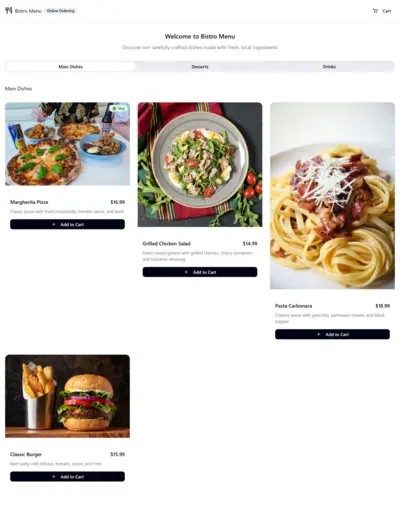 Bistro Menu
Online Ordering
Cart
Welcome to Bistro Menu
Discover our carefully crafted dishes made with fresh, local ingredients
Main Dishes
Desserts
Drinks
Main Dishes
Veg
Margherita Pizza
$16.99
Classic pizza with fresh mozzarella, tomato sauce, and basil
+ Add to Cart
Grilled Chicken Salad
$14.99
Fresh mixed greens with grilled chicken, cherry tomatoes,
and balsamic dressing
+ Add to Cart
Pasta Carbonara
$18.99
Creamy pasta with pancetta, parmesan cheese, and black
pepper
+ Add to Cart
Classic Burger
$15.99
Beef patty with lettuce, tomato, onion, and fries
+ Add to Cart